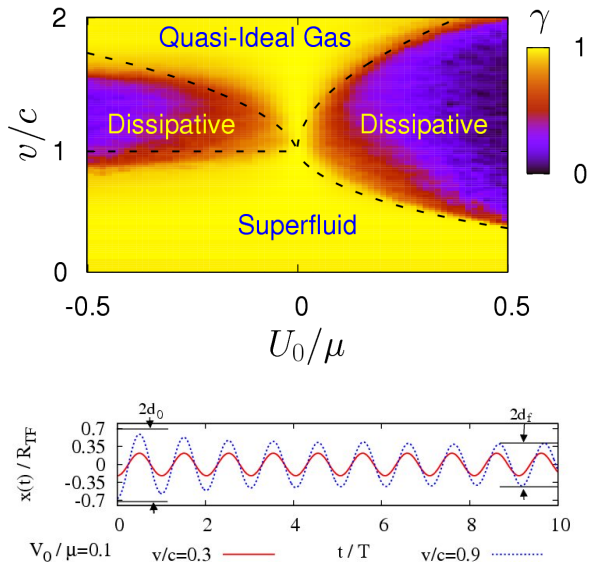 2
Quasi-Ideal Gas
γ
1
v/c
Dissipative
Dissipative
1
Superfluid
0
0
-0.5
0
0.5
U0/μ
2d0
2df
0.7
0.35
0
-0.35
-0.7
x(t) / RTF
0
2
4
6
8
10
V0 / μ=0.1
v/c=0.3
t / T
v/c=0.9